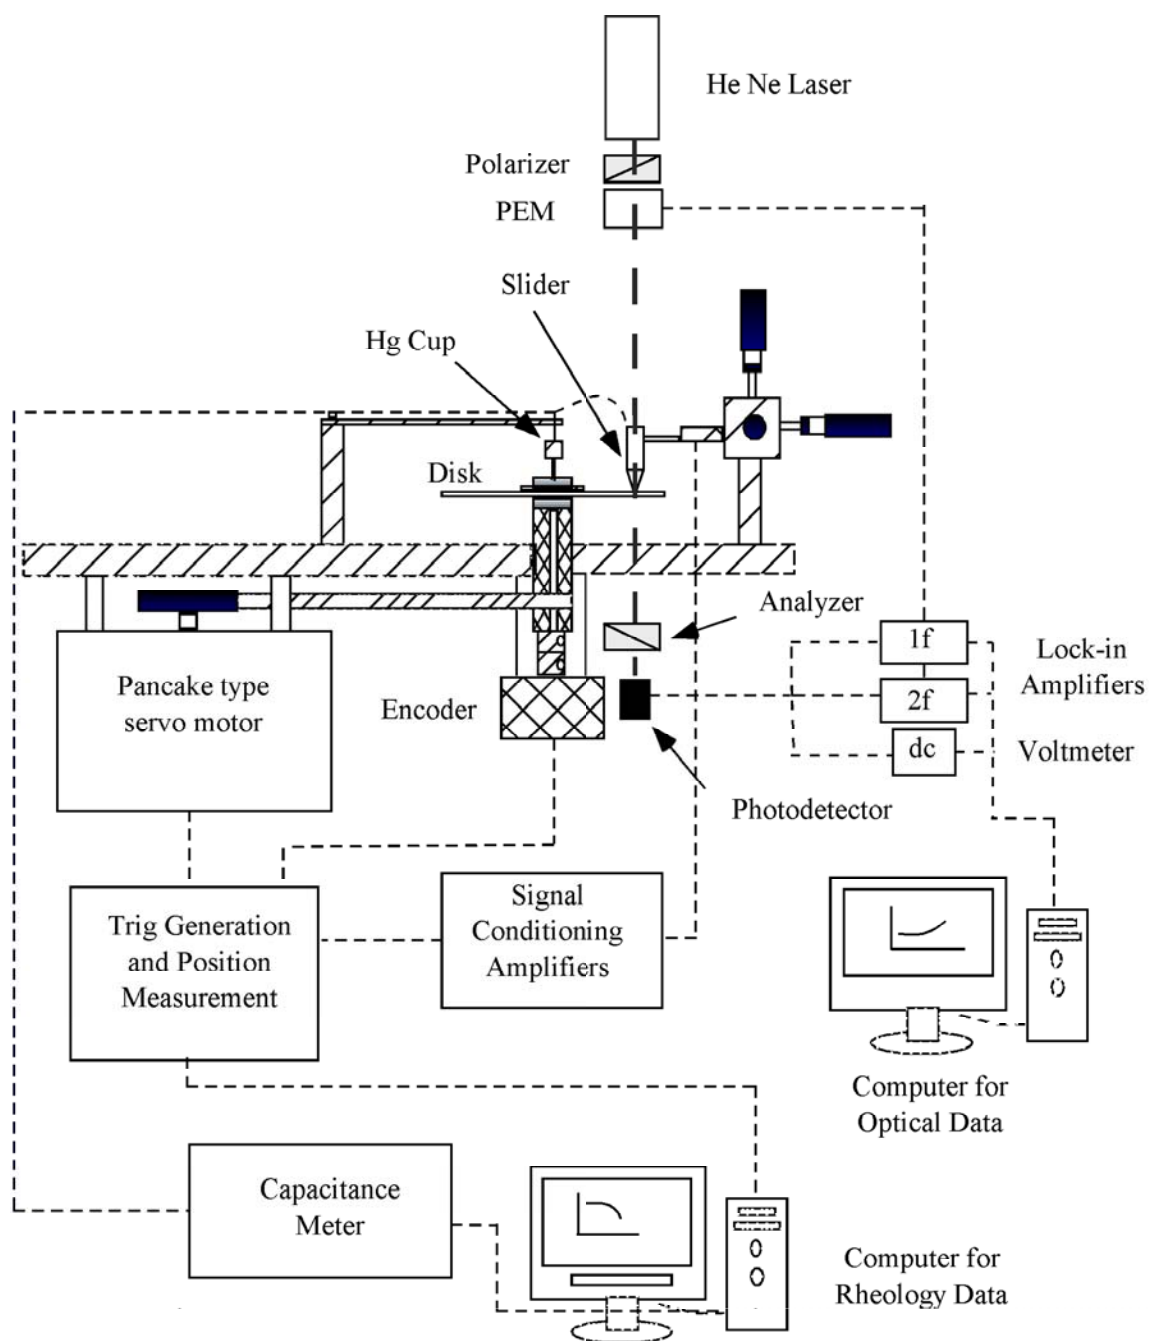 He Ne Laser
Polarizer
PEM
Slider
Hg Cup
Disk
Analyzer
1f
Lock-in
Amplifiers
2f
Pancake type
servo motor
Encoder
dc
Voltmeter
Photodetector
Signal
Conditioning
Amplifiers
Trig Generation
and Position
Measurement
Computer for
Optical Data
Capacitance
Meter
Computer for
Rheology Data